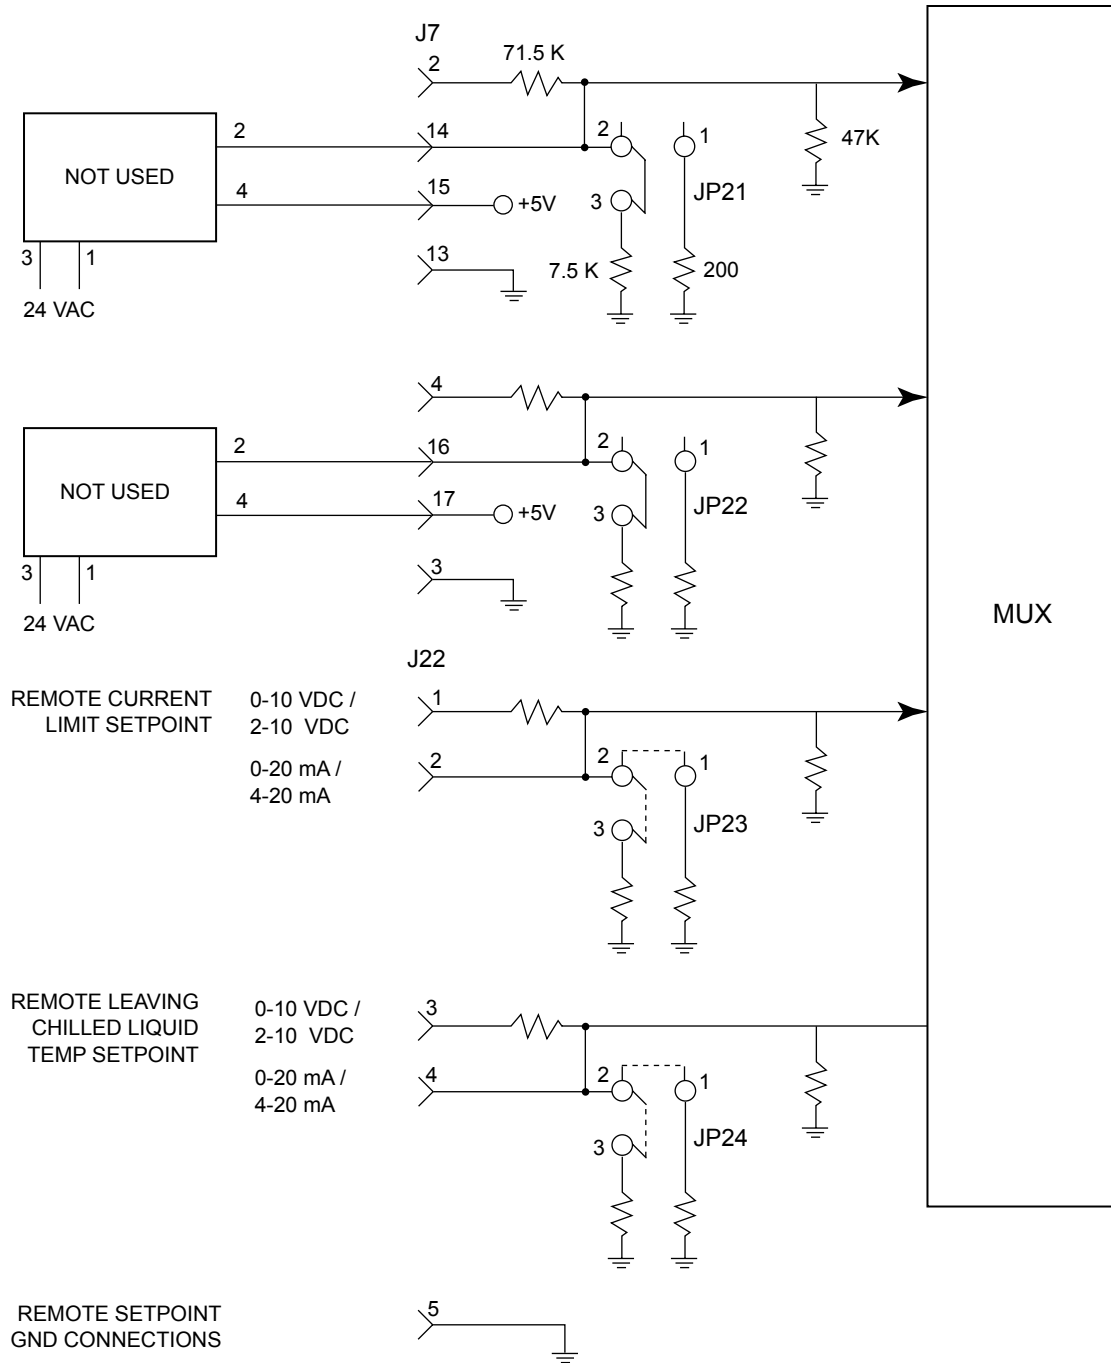 J7
2
71.5 K
NOT USED
2
4
3
1
24 VAC
14
15
+5V
13
2
1
3
JP21
7.5 K
200
47K
4
NOT USED
2
4
3
1
24 VAC
16
17
+5V
3
2
1
3
JP22
MUX
J22
REMOTE CURRENT
LIMIT SETPOINT
0-10 VDC /
2-10 VDC
0-20 mA /
4-20 mA
1
2
2
1
3
JP23
REMOTE LEAVING
CHILLED LIQUID
TEMP SETPOINT
0-10 VDC /
2-10 VDC
0-20 mA /
4-20 mA
3
4
2
1
3
JP24
REMOTE SETPOINT
GND CONNECTIONS
5